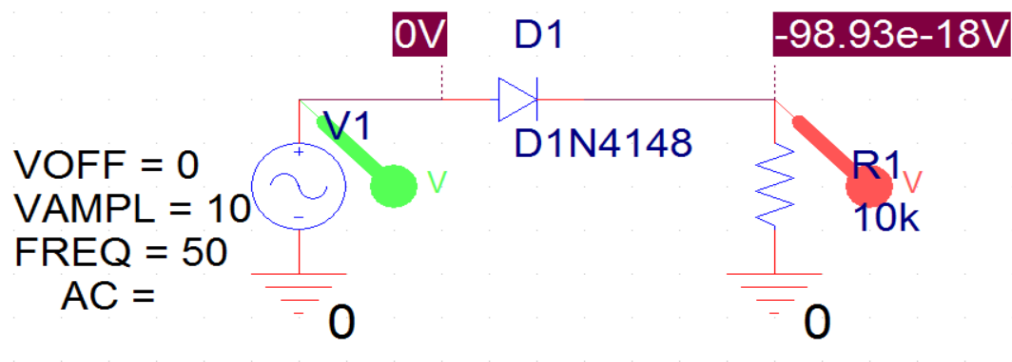 0V
D1
-98.93e-18V
V1
D1N4148
VOFF = 0
VAMPL = 10
FREQ = 50
AC =
+
-
V
R1
V
10k
0
0